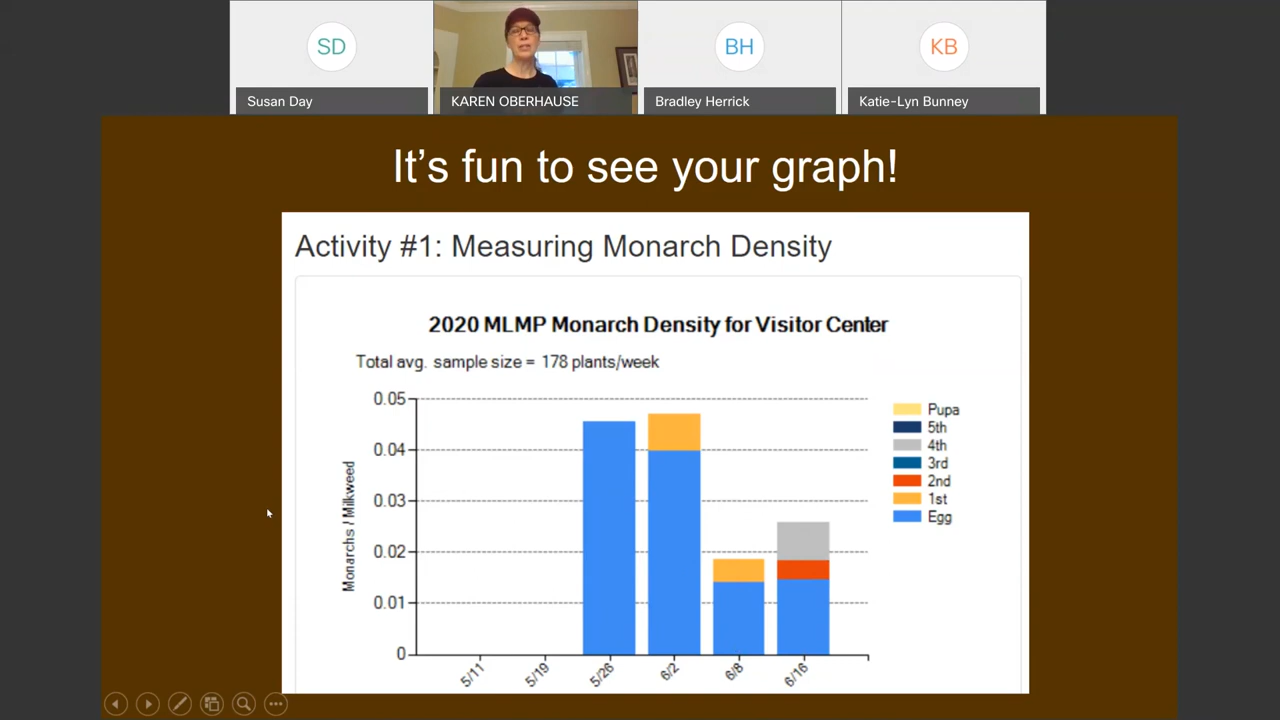 SD
BH
KB
Susan Day
KAREN OBERHAUSE
Bradley Herrick
Katie-Lyn Bunney
It's fun to see your graph!
Activity #1: Measuring Monarch Density
2020 MLMP Monarch Density for Visitor Center
Total avg. sample size = 178 plants/week
Monarchs / Milkweed
0.05
0.04
0.03
0.02
0.01
0
5/11
5/19
5/26
6/2
6/8
6/16
Pupa
5th
4th
3rd
2nd
1st
Egg